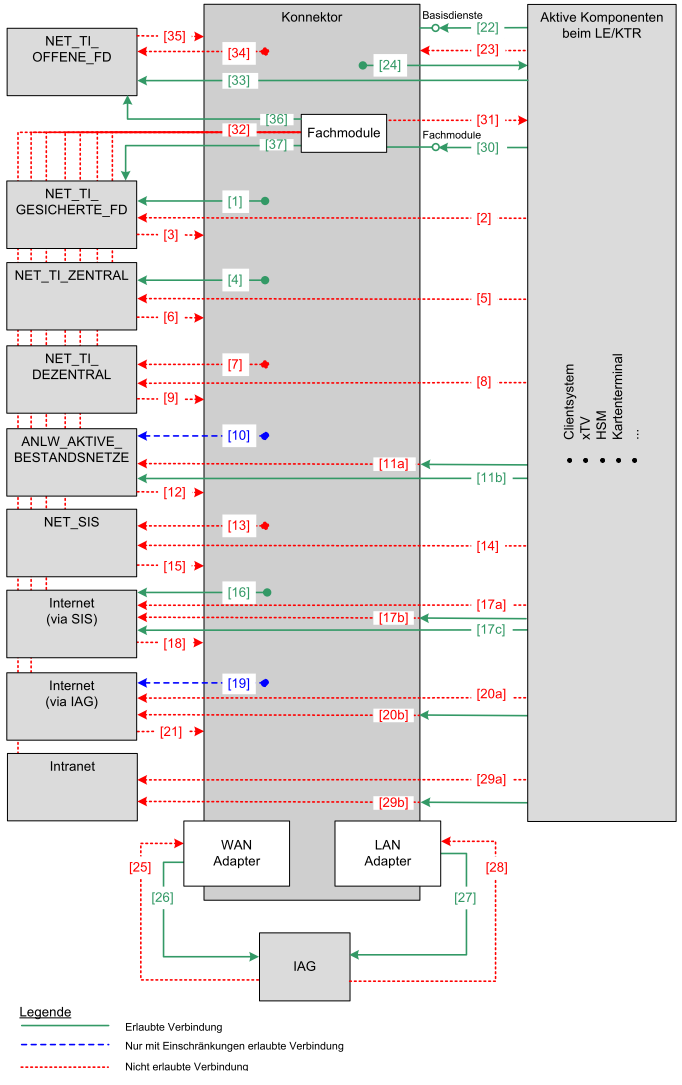 Konnektor
Aktive Komponenten
beim LE/KTR
Basisdienste
[22]
[35]
NET_TI_
OFFENE_FD
[34]
[23]
[24]
[33]
[36]
[31]
[32]
Fachmodule
Fachmodule
[37]
[30]
NET_TI_
GESICHERTE_FD
[1]
[2]
[3]
NET_TI_ZENTRAL
[4]
[5]
[6]
NET_TI_
DEZENTRAL
[7]
[8]
[9]
Clientsystem
xTV
HSM
Kartenterminal
...
ANLW_AKTIVE_
BESTANDSNETZE
[10]
[11a]
[11b]
[12]
NET_SIS
[13]
[14]
[15]
Internet
(via SIS)
[16]
[17a]
[17b]
[17c]
[18]
Internet
(via IAG)
[19]
[20a]
[20b]
[21]
Intranet
[29a]
[29b]
WAN
Adapter
LAN
Adapter
[25]
[26]
[27]
[28]
IAG
Legende
Erlaubte Verbindung
Nur mit Einschränkungen erlaubte Verbindung
Nicht erlaubte Verbindung